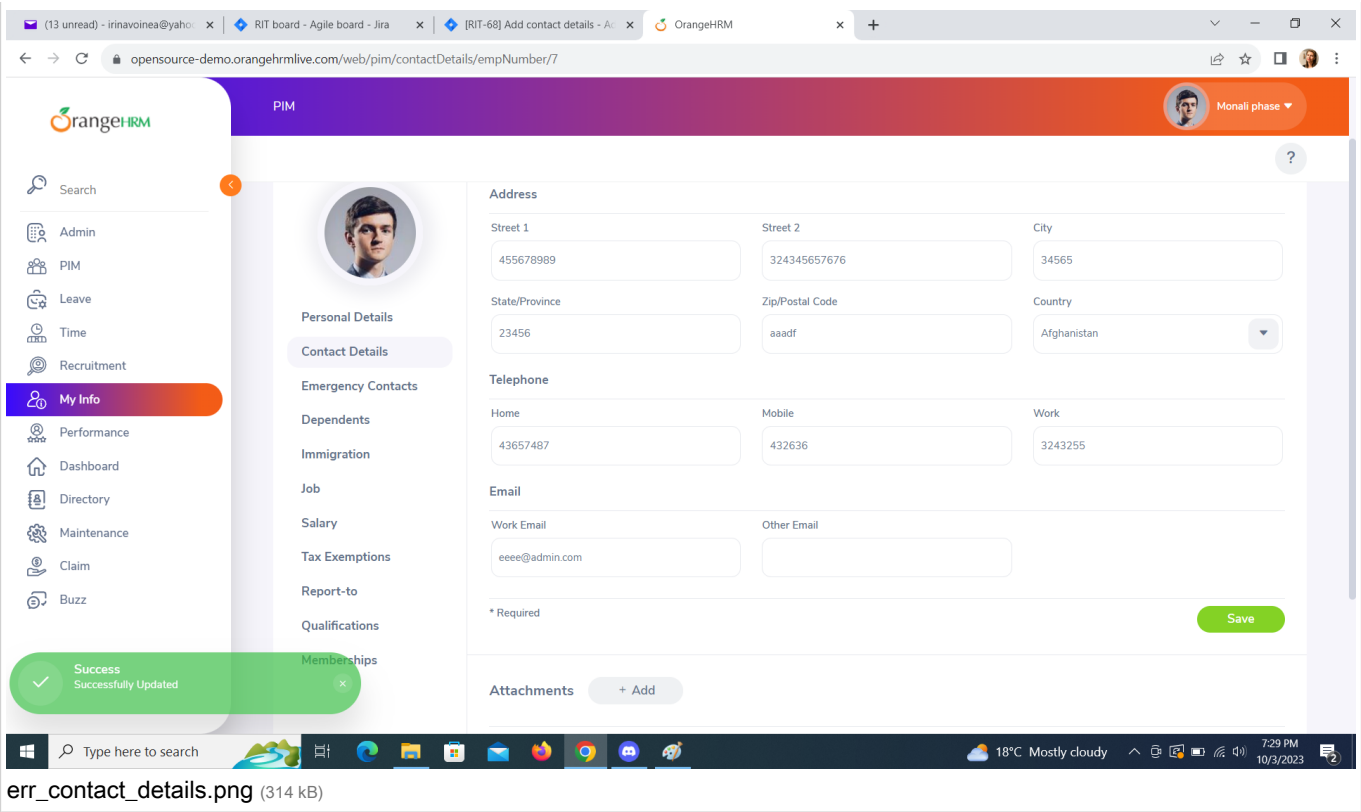 (13 unread) - irinavoinea@yaho
RIT board - Agile board - Jira
[RIT-68] Add contact details - A
OrangeHRM
opensource-demo.orangehrmlive.com/web/pim/contactDetails/empNumber/7
OrangeHRM
PIM
Monali phase
?
Search
Admin
PIM
Leave
Time
Recruitment
My Info
Performance
Dashboard
Directory
Maintenance
Claim
Buzz
Personal Details
Contact Details
Emergency Contacts
Dependents
Immigration
Job
Salary
Tax Exemptions
Report-to
Qualifications
Memberships
Address
Street 1 Street 2 City
455678989 324345657676 34565
State/Province Zip/Postal Code Country
23456 aaadf Afghanistan
Telephone
Home Mobile Work
43657487 432636 3243255
Email
Work Email Other Email
eeee@admin.com
* Required
Save
Attachments + Add
Success
Successfully Updated
Type here to search
18°C Mostly cloudy
7:29 PM
10/3/2023
2
err_contact_details.png (314 kB)